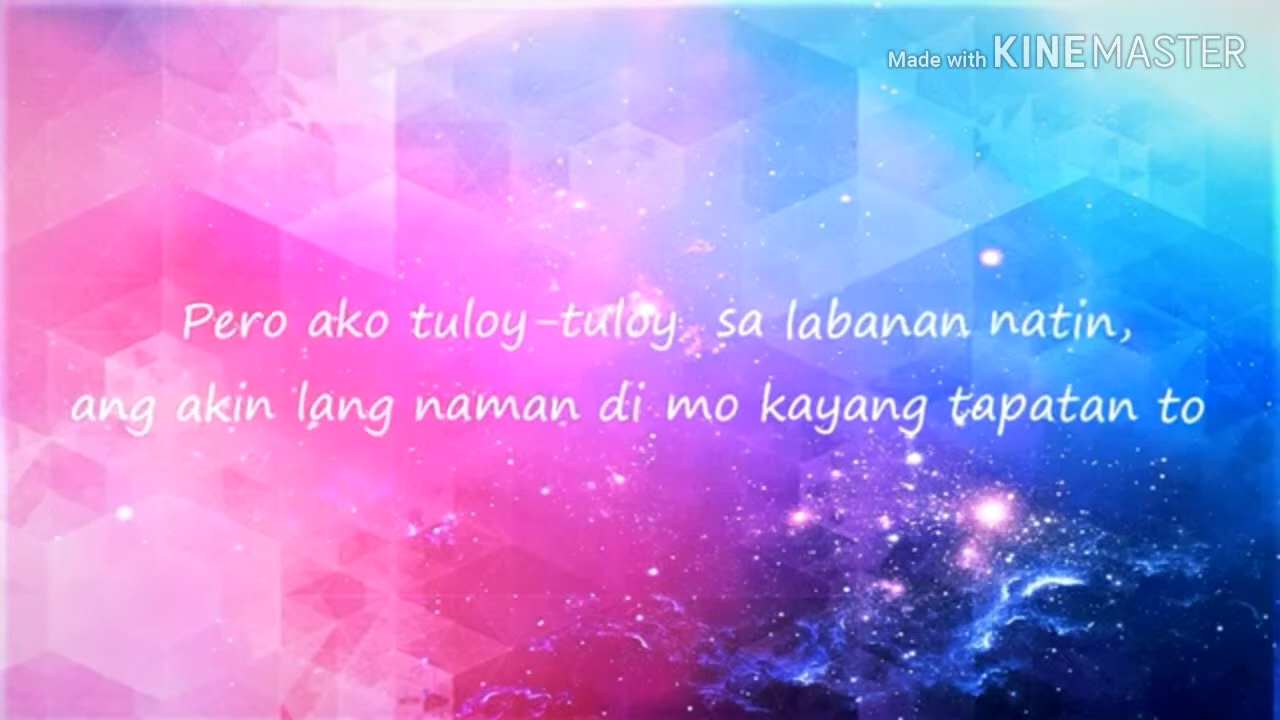 Made with KINEMASTER
Pero ako tuloy-tuloy sa labanan natin,
ang akin lang naman di mo kayang tapatan to